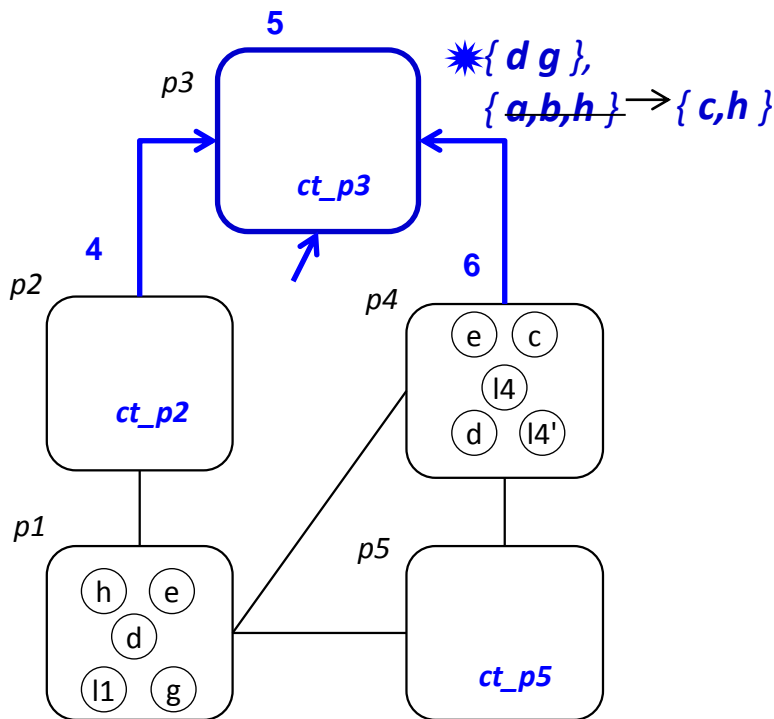 5
{ d g },
p3
{ a,b,h } → { c,h }
ct_p3
4
6
p2
p4
e c
l4
ct_p2
d l4'
p1
p5
h e
d
l1 g
ct_p5